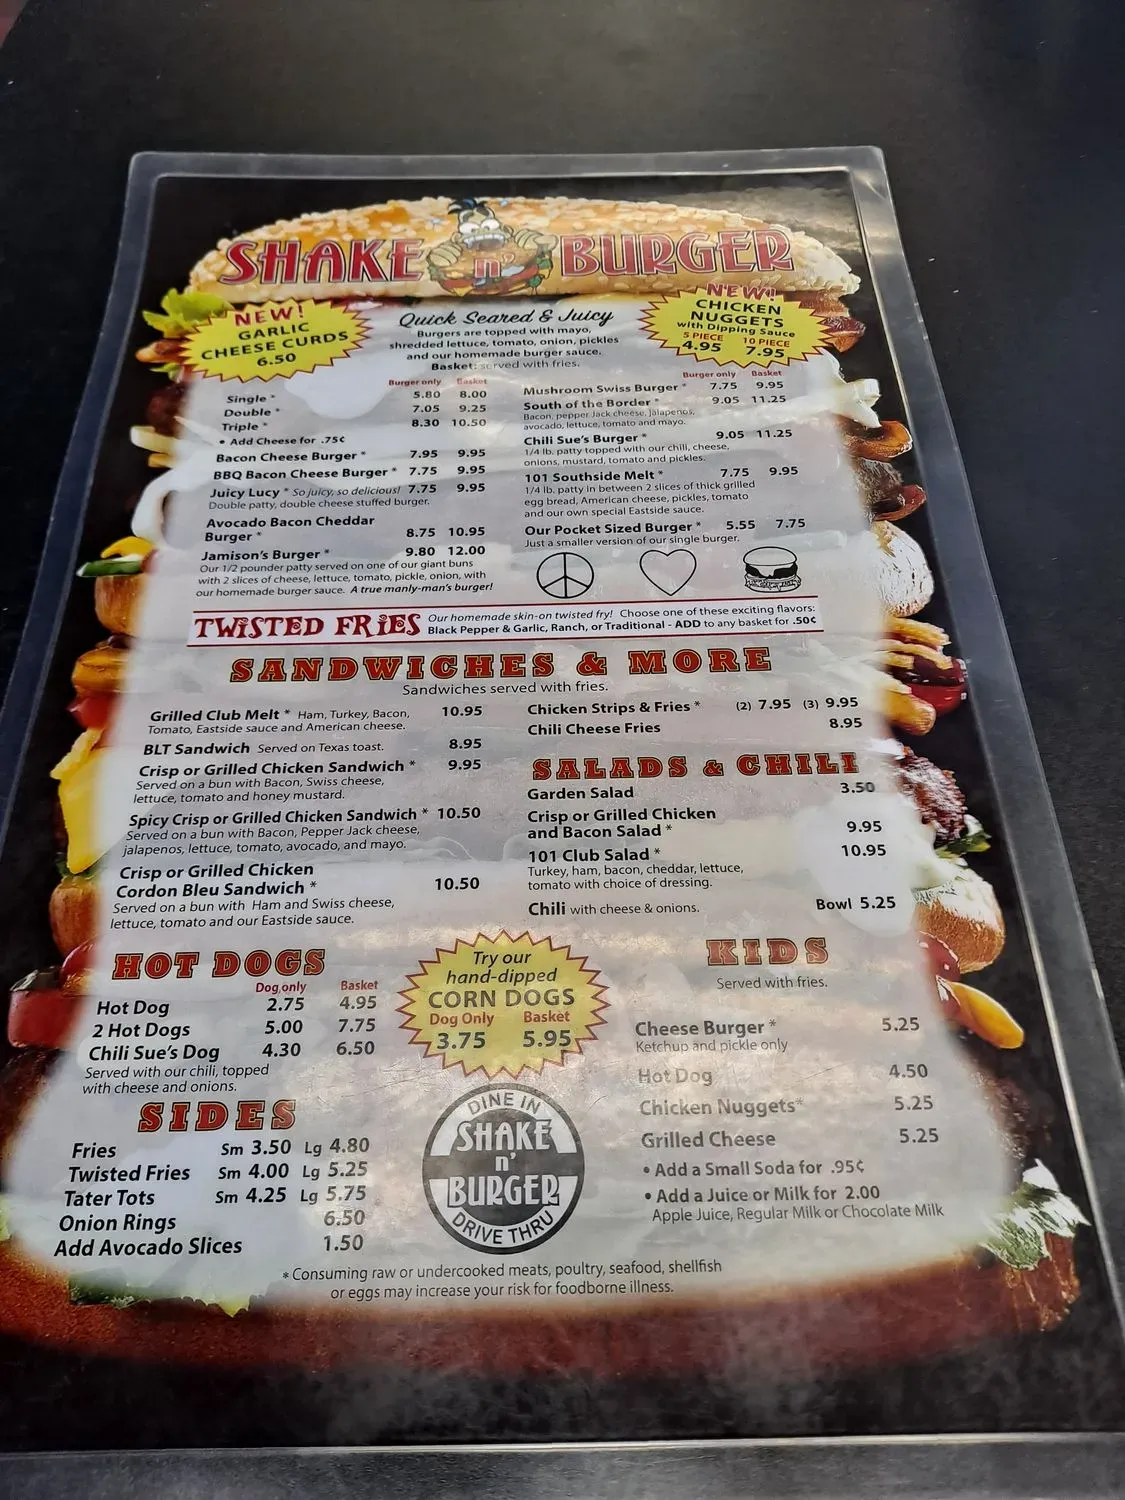 SHAKE n' BURGER
NEW!
GARLIC
CHEESE CURDS
6.50
Quick Seared & Juicy
Burgers are topped with mayo,
shredded lettuce, tomato, onion, pickles
and our homemade burger sauce.
Basket: served with fries.
NEW!
CHICKEN
NUGGETS
with Dipping Sauce
5 PIECE 10 PIECE
4.95 7.95
Burger only Basket
Single * 5.80 8.00
Double * 7.05 9.25
Triple * 8.30 10.50
• Add Cheese for .75¢
Bacon Cheese Burger * 7.95 9.95
BBQ Bacon Cheese Burger * 7.75 9.95
Juicy Lucy * So juicy, so delicious! 7.75 9.95
Double patty, double cheese stuffed burger.
Avocado Bacon Cheddar
Burger * 8.75 10.95
Jamison's Burger * 9.80 12.00
Our 1/2 pounder patty served on one of our giant buns
with 2 slices of cheese, lettuce, tomato, pickle, onion, with
our homemade burger sauce. A true manly-man's burger!
Burger only Basket
Mushroom Swiss Burger * 7.75 9.95
South of the Border * 9.05 11.25
Bacon, pepper Jack cheese, jalapenos,
avocado, lettuce, tomato and mayo.
Chili Sue's Burger * 9.05 11.25
1/4 lb. patty topped with our chili, cheese,
onions, mustard, tomato and pickles.
101 Southside Melt * 7.75 9.95
1/4 lb. patty in between 2 slices of thick grilled
egg bread, American cheese, pickles, tomato
and our own special Eastside sauce.
Our Pocket Sized Burger * 5.55 7.75
Just a smaller version of our single burger.
TWISTED FRIES
Our homemade skin-on twisted fry! Choose one of these exciting flavors:
Black Pepper & Garlic, Ranch, or Traditional - ADD to any basket for .50¢
SANDWICHES & MORE
Sandwiches served with fries.
Grilled Club Melt * Ham, Turkey, Bacon, 10.95
Tomato, Eastside sauce and American cheese.
BLT Sandwich Served on Texas toast. 8.95
Crisp or Grilled Chicken Sandwich * 9.95
Served on a bun with Bacon, Swiss cheese,
lettuce, tomato and honey mustard.
Spicy Crisp or Grilled Chicken Sandwich * 10.50
Served on a bun with Bacon, Pepper Jack cheese,
jalapenos, lettuce, tomato, avocado, and mayo.
Crisp or Grilled Chicken
Cordon Bleu Sandwich * 10.50
Served on a bun with Ham and Swiss cheese,
lettuce, tomato and our Eastside sauce.
Chicken Strips & Fries * (2) 7.95 (3) 9.95
Chili Cheese Fries 8.95
SALADS & CHILI
Garden Salad 3.50
Crisp or Grilled Chicken
and Bacon Salad * 9.95
101 Club Salad * 10.95
Turkey, ham, bacon, cheddar, lettuce,
tomato with choice of dressing.
Chili with cheese & onions. Bowl 5.25
HOT DOGS
Dog only Basket
Hot Dog 2.75 4.95
2 Hot Dogs 5.00 7.75
Chili Sue's Dog 4.30 6.50
Served with our chili, topped
with cheese and onions.
Try our
hand-dipped
CORN DOGS
Dog Only Basket
3.75 5.95
KIDS
Served with fries.
Cheese Burger * 5.25
Ketchup and pickle only
Hot Dog 4.50
Chicken Nuggets* 5.25
Grilled Cheese 5.25
• Add a Small Soda for .95¢
• Add a Juice or Milk for 2.00
Apple Juice, Regular Milk or Chocolate Milk
SIDES
Fries Sm 3.50 Lg 4.80
Twisted Fries Sm 4.00 Lg 5.25
Tater Tots Sm 4.25 Lg 5.75
Onion Rings 6.50
Add Avocado Slices 1.50
DINE IN
SHAKE
n'
BURGER
DRIVE THRU
* Consuming raw or undercooked meats, poultry, seafood, shellfish
or eggs may increase your risk for foodborne illness.